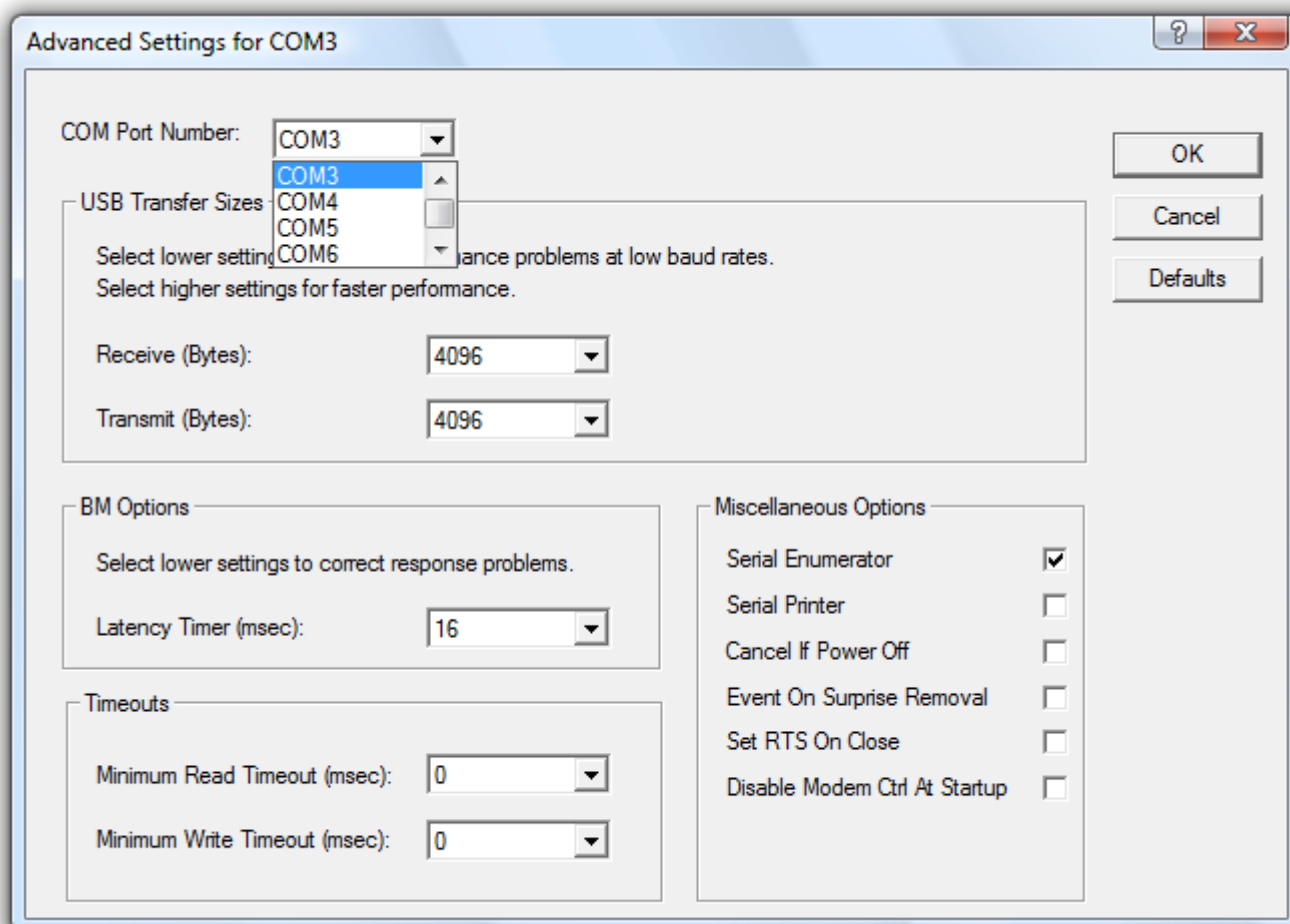 Advanced Settings for COM3
COM Port Number: COM3
COM3
COM4
COM5
COM6
OK
Cancel
Defaults
USB Transfer Sizes
Select lower setting ance problems at low baud rates.
Select higher settings for faster performance.
Receive (Bytes): 4096
Transmit (Bytes): 4096
BM Options
Select lower settings to correct response problems.
Latency Timer (msec): 16
Timeouts
Minimum Read Timeout (msec): 0
Minimum Write Timeout (msec): 0
Miscellaneous Options
Serial Enumerator
Serial Printer
Cancel If Power Off
Event On Surprise Removal
Set RTS On Close
Disable Modem Ctrl At Startup